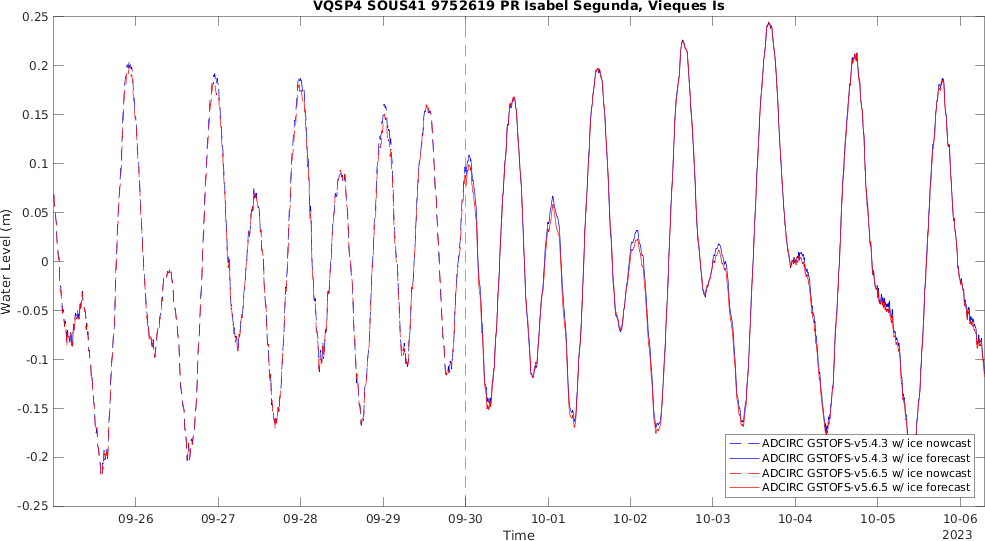 VQSP4 SOUS41 9752619 PR Isabel Segunda, Vieques Is
0.25
0.2
0.15
0.1
0.05
0
-0.05
-0.1
-0.15
-0.2
-0.25
Water Level (m)
ADCIRC GSTOFS-v5.4.3 w/ ice nowcast
ADCIRC GSTOFS-v5.4.3 w/ ice forecast
ADCIRC GSTOFS-v5.6.5 w/ ice nowcast
ADCIRC GSTOFS-v5.6.5 w/ ice forecast
09-26 09-27 09-28 09-29 09-30 10-01 10-02 10-03 10-04 10-05 10-06
Time
2023